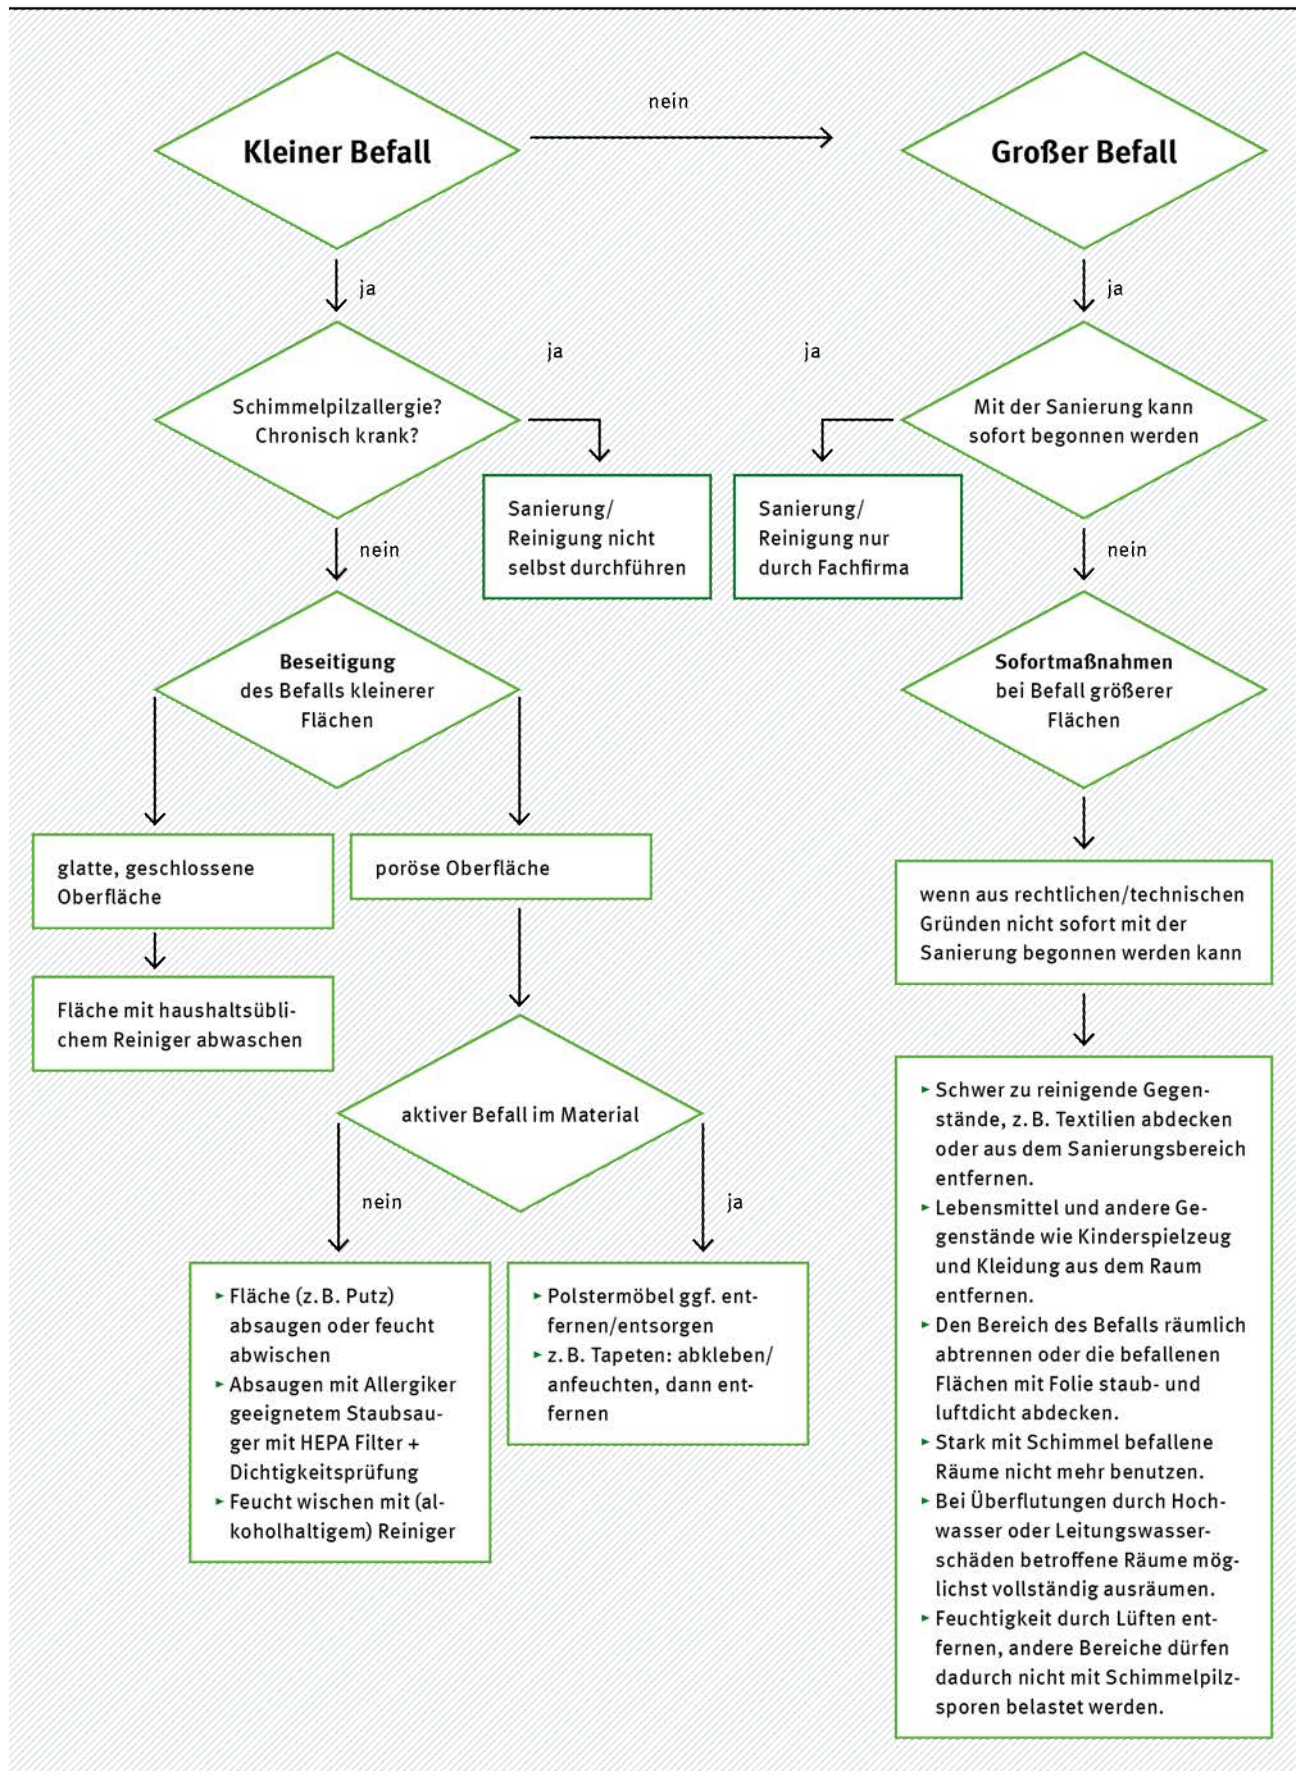 Kleiner Befall
nein
Großer Befall
ja
ja
Schimmelpilzallergie?
Chronisch krank?
ja
ja
Mit der Sanierung kann
sofort begonnen werden
Sanierung/
Reinigung nicht
selbst durchführen
Sanierung/
Reinigung nur
durch Fachfirma
nein
nein
Beseitigung
des Befalls kleinerer
Flächen
Sofortmaßnahmen
bei Befall größerer
Flächen
glatte, geschlossene
Oberfläche
poröse Oberfläche
wenn aus rechtlichen/technischen
Gründen nicht sofort mit der
Sanierung begonnen werden kann
Fläche mit haushaltsübli-
chem Reiniger abwaschen
aktiver Befall im Material
nein
ja
► Fläche (z. B. Putz)
absaugen oder feucht
abwischen
► Absaugen mit Allergiker
geeignetem Staubsau-
ger mit HEPA Filter +
Dichtigkeitsprüfung
► Feucht wischen mit (al-
koholhaltigem) Reiniger
► Polstermöbel ggf. ent-
fernen/entsorgen
► z. B. Tapeten: abkleben/
anfeuchten, dann ent-
fernen
► Schwer zu reinigende Gegen-
stände, z. B. Textilien abdecken
oder aus dem Sanierungsbereich
entfernen.
► Lebensmittel und andere Ge-
genstände wie Kinderspielzeug
und Kleidung aus dem Raum
entfernen.
► Den Bereich des Befalls räumlich
abtrennen oder die befallenen
Flächen mit Folie staub- und
luftdicht abdecken.
► Stark mit Schimmel befallene
Räume nicht mehr benutzen.
► Bei Überflutungen durch Hoch-
wasser oder Leitungswasser-
schäden betroffene Räume mög-
lichst vollständig ausräumen.
► Feuchtigkeit durch Lüften ent-
fernen, andere Bereiche dürfen
dadurch nicht mit Schimmelpilz-
sporen belastet werden.